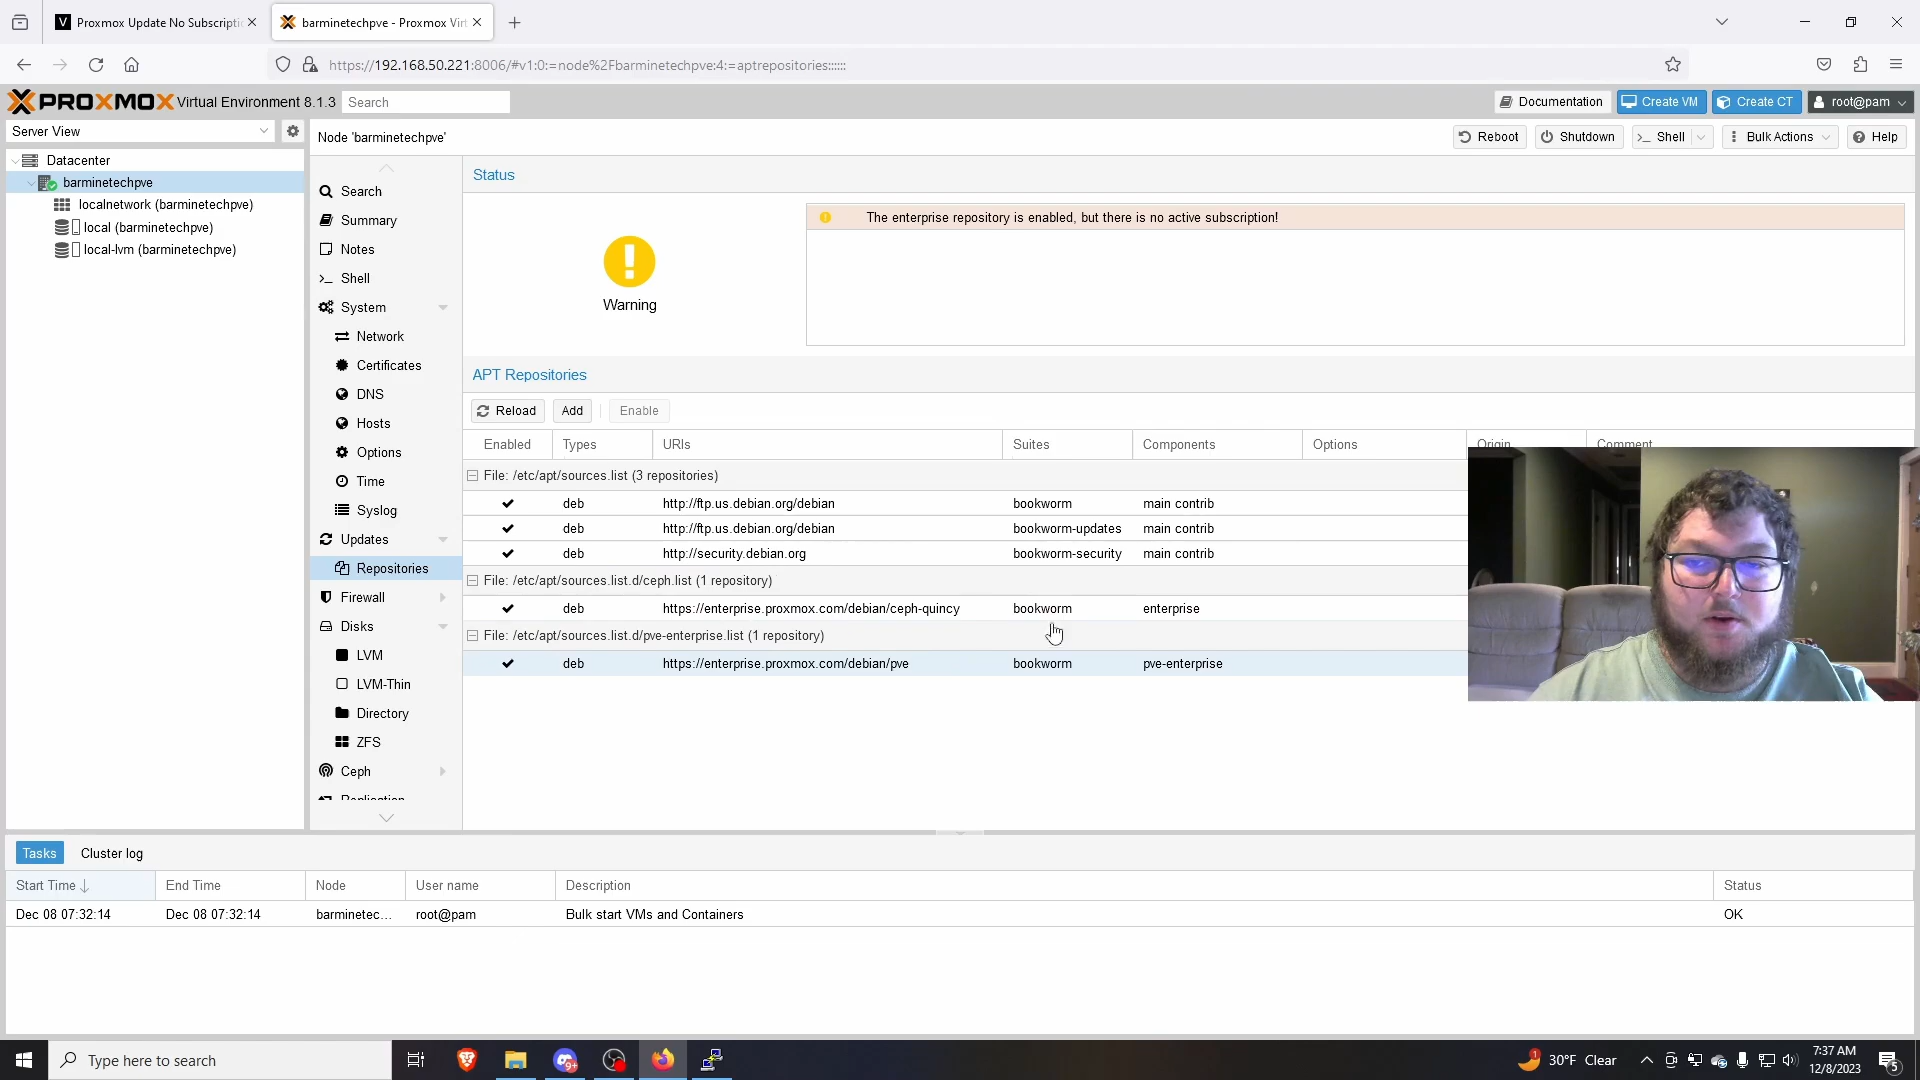 Proxmox Update No Subscripti
barminetechpve - Proxmox Vir
https://192.168.50.221:8006/#v1:0:=node%2Fbarminetechpve:4:=aptrepositories::::::
PROXMOX Virtual Environment 8.1.3
Search
Documentation
Create VM
Create CT
root@pam
Server View
Node 'barminetechpve'
Reboot
Shutdown
Shell
Bulk Actions
Help
Datacenter
barminetechpve
localnetwork (barminetechpve)
local (barminetechpve)
local-lvm (barminetechpve)
Search
Summary
Notes
Shell
System
Network
Certificates
DNS
Hosts
Options
Time
Syslog
Updates
Repositories
Firewall
Disks
LVM
LVM-Thin
Directory
ZFS
Ceph
Replication
Status
Warning
The enterprise repository is enabled, but there is no active subscription!
APT Repositories
Reload
Add
Enable
Enabled Types URIs Suites Components Options Origin Comment
File: /etc/apt/sources.list (3 repositories)
deb http://ftp.us.debian.org/debian bookworm main contrib
deb http://ftp.us.debian.org/debian bookworm-updates main contrib
deb http://security.debian.org bookworm-security main contrib
File: /etc/apt/sources.list.d/ceph.list (1 repository)
deb https://enterprise.proxmox.com/debian/ceph-quincy bookworm enterprise
File: /etc/apt/sources.list.d/pve-enterprise.list (1 repository)
deb https://enterprise.proxmox.com/debian/pve bookworm pve-enterprise
Tasks
Cluster log
Start Time End Time Node User name Description Status
Dec 08 07:32:14 Dec 08 07:32:14 barminetec... root@pam Bulk start VMs and Containers OK
Type here to search
9+
1
30°F Clear
7:37 AM
12/8/2023
5